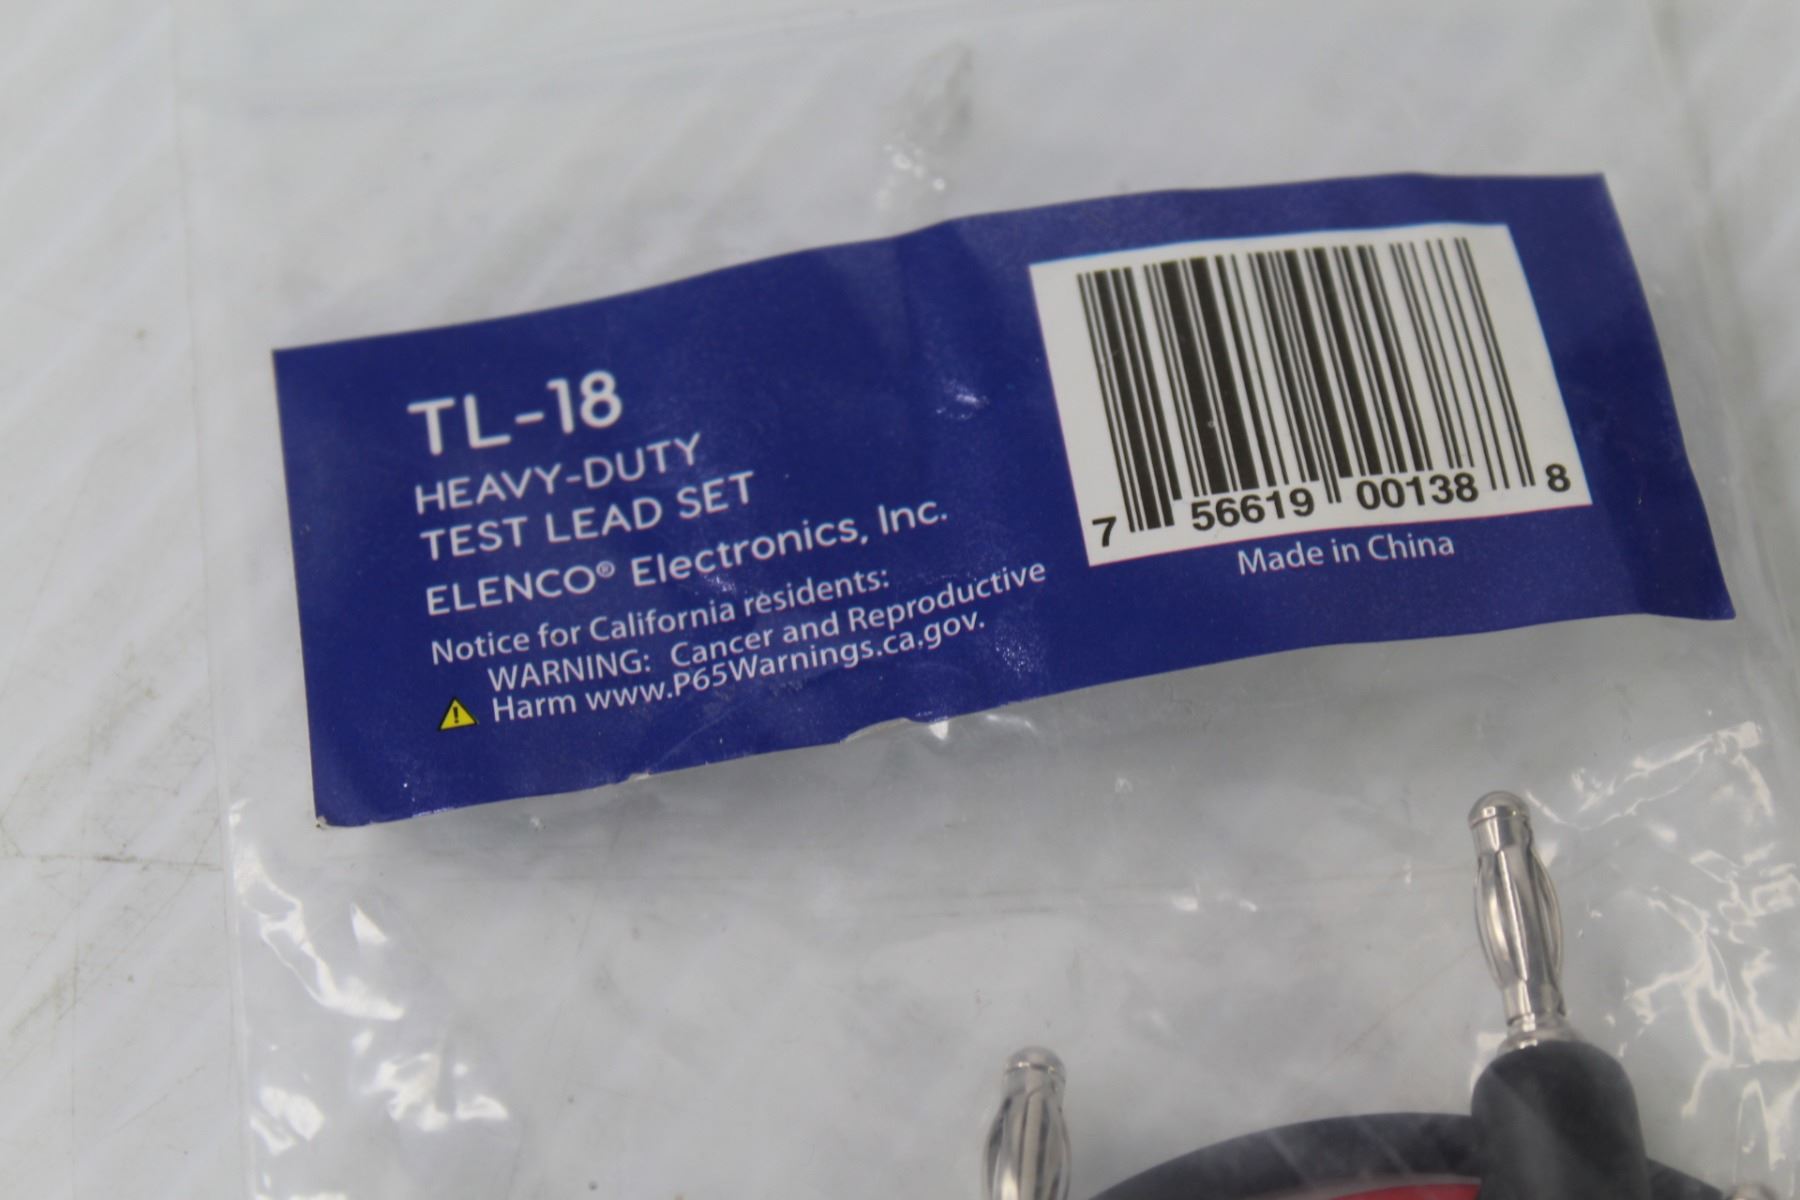 TL-18
HEAVY-DUTY
TEST LEAD SET
ELENCO® Electronics, Inc.
Notice for California residents:
WARNING: Cancer and Reproductive
Harm www.P65Warnings.ca.gov.
7 56619 00138 8
Made in China